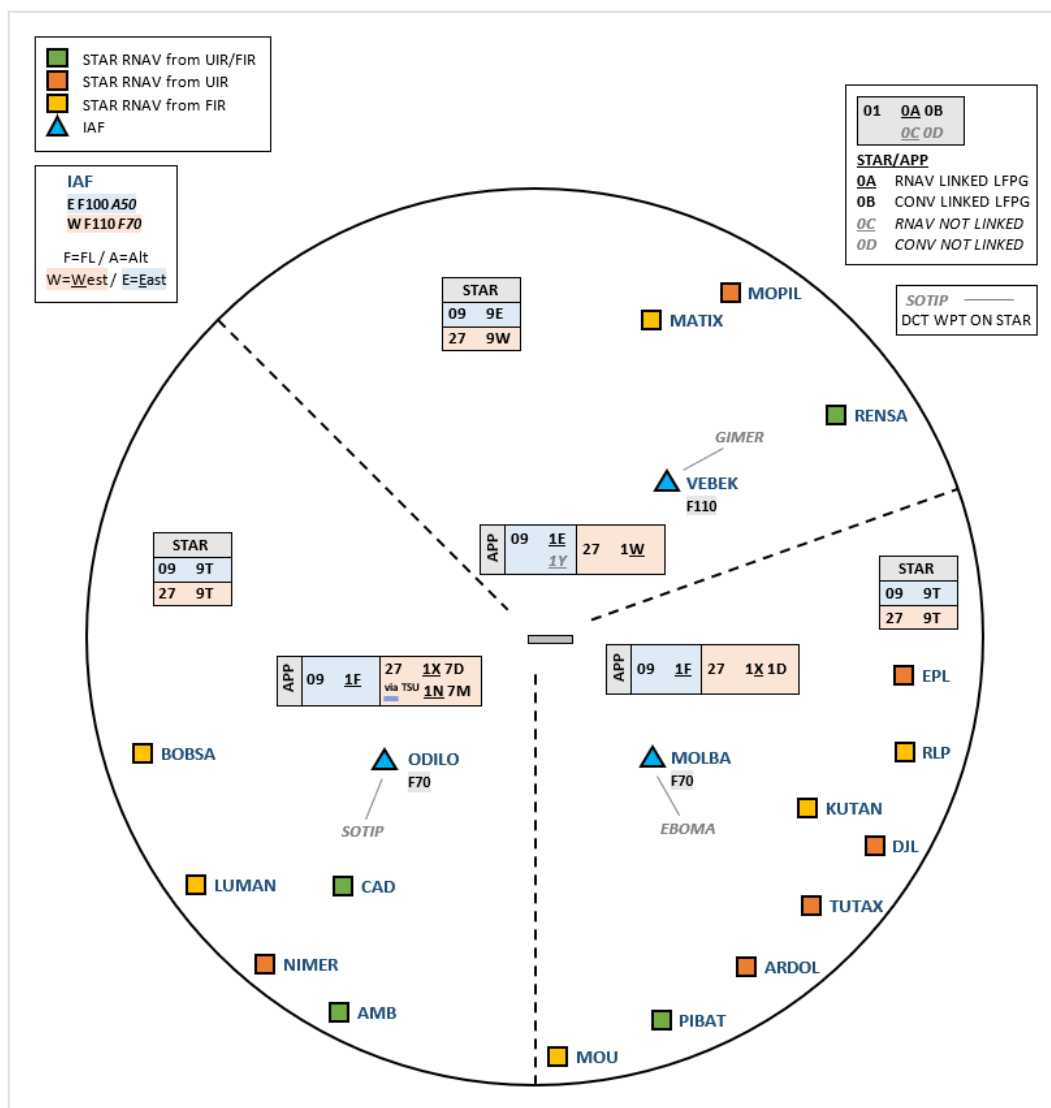 STAR RNAV from UIR/FIR
STAR RNAV from UIR
STAR RNAV from FIR
IAF
IAF
E F100 A50
W F110 F70
F=FL / A=Alt
W=West / E=East
01 0A 0B
0C 0D
STAR/APP
0A RNAV LINKED LFPG
0B CONV LINKED LFPG
0C RNAV NOT LINKED
0D CONV NOT LINKED
SOTIP
DCT WPT ON STAR
STAR
09 9E
27 9W
MOPIL
MATIX
RENSA
GIMER
VEBEK
F110
APP
09 1E
1Y
27 1W
STAR
09 9T
27 9T
STAR
09 9T
27 9T
APP
09 1F
27 1X 7D
via TSU 1N 7M
APP
09 1F
27 1X 1D
EPL
BOBSA
ODILO
F70
MOLBA
F70
RLP
SOTIP
EBOMA
KUTAN
DJL
LUMAN
CAD
TUTAX
NIMER
ARDOL
AMB
PIBAT
MOU